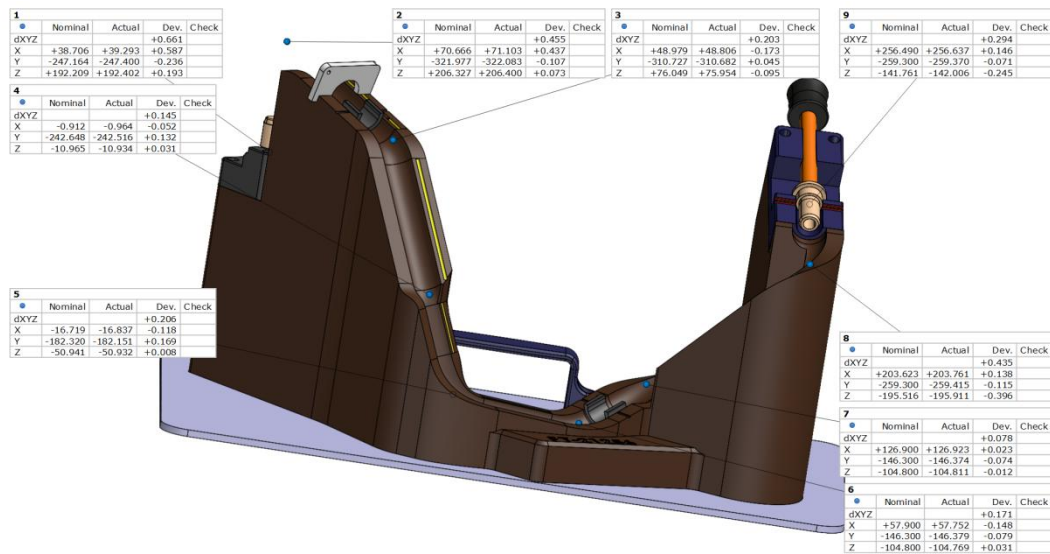 1
Nominal Actual Dev. Check
dXYZ +0.661
X +38.706 +39.293 +0.587
Y -247.164 -247.400 -0.236
Z +192.209 +192.402 +0.193
2
Nominal Actual Dev. Check
dXYZ +0.455
X +70.666 +71.103 +0.437
Y -321.977 -322.083 -0.107
Z +206.327 +206.400 +0.073
3
Nominal Actual Dev. Check
dXYZ +0.203
X +48.979 +48.806 -0.173
Y -310.727 -310.682 +0.045
Z +76.049 +75.954 -0.095
9
Nominal Actual Dev. Check
dXYZ +0.294
X +256.490 +256.637 +0.146
Y -259.300 -259.370 -0.071
Z -141.761 -142.006 -0.245
4
Nominal Actual Dev. Check
dXYZ +0.145
X -0.912 -0.964 -0.052
Y -242.648 -242.516 +0.132
Z -10.965 -10.934 +0.031
5
Nominal Actual Dev. Check
dXYZ +0.206
X -16.719 -16.837 -0.118
Y -182.320 -182.151 +0.169
Z -50.941 -50.932 +0.008
8
Nominal Actual Dev. Check
dXYZ +0.435
X +203.623 +203.761 +0.138
Y -259.300 -259.415 -0.115
Z -195.516 -195.911 -0.396
7
Nominal Actual Dev. Check
dXYZ +0.078
X +126.900 +126.923 +0.023
Y -146.300 -146.374 -0.074
Z -104.800 -104.811 -0.012
6
Nominal Actual Dev. Check
dXYZ +0.171
X +57.900 +57.752 -0.148
Y -146.300 -146.379 -0.079
Z -104.800 -104.769 +0.031